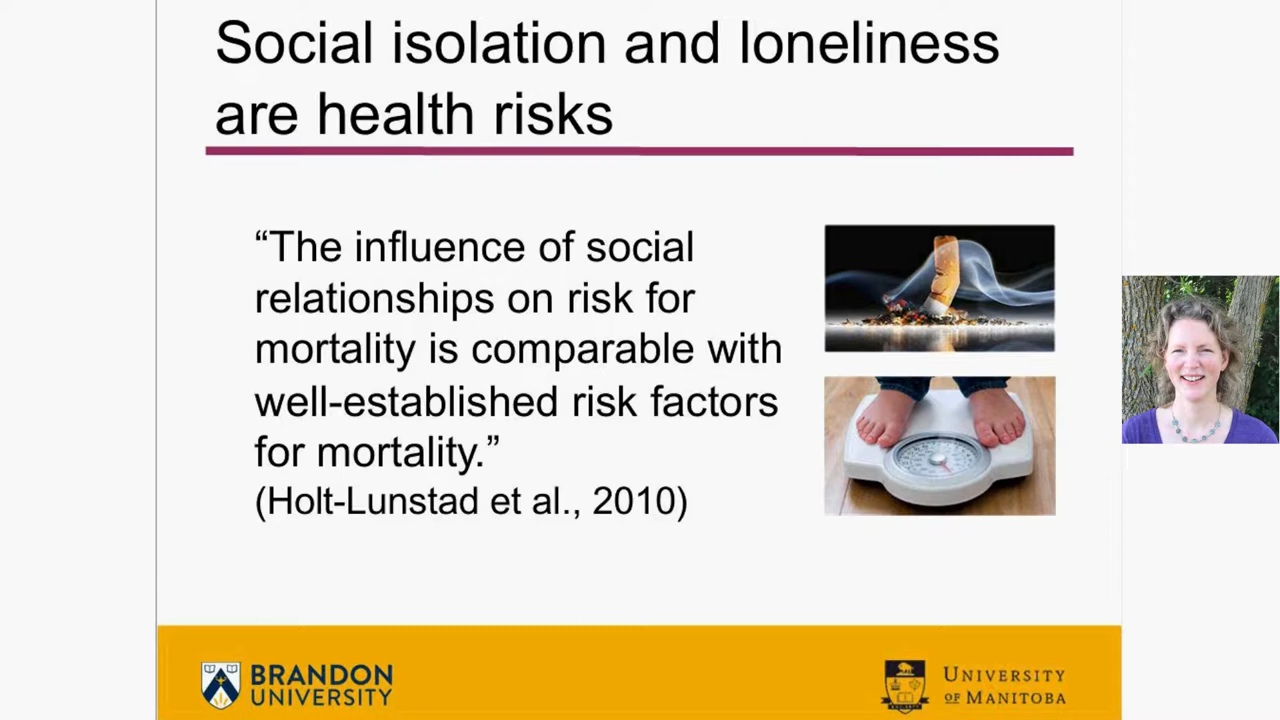 Social isolation and loneliness
are health risks
“The influence of social
relationships on risk for
mortality is comparable with
well-established risk factors
for mortality.”
(Holt-Lunstad et al., 2010)
BRANDON
UNIVERSITY
UNIVERSITY
OF MANITOBA